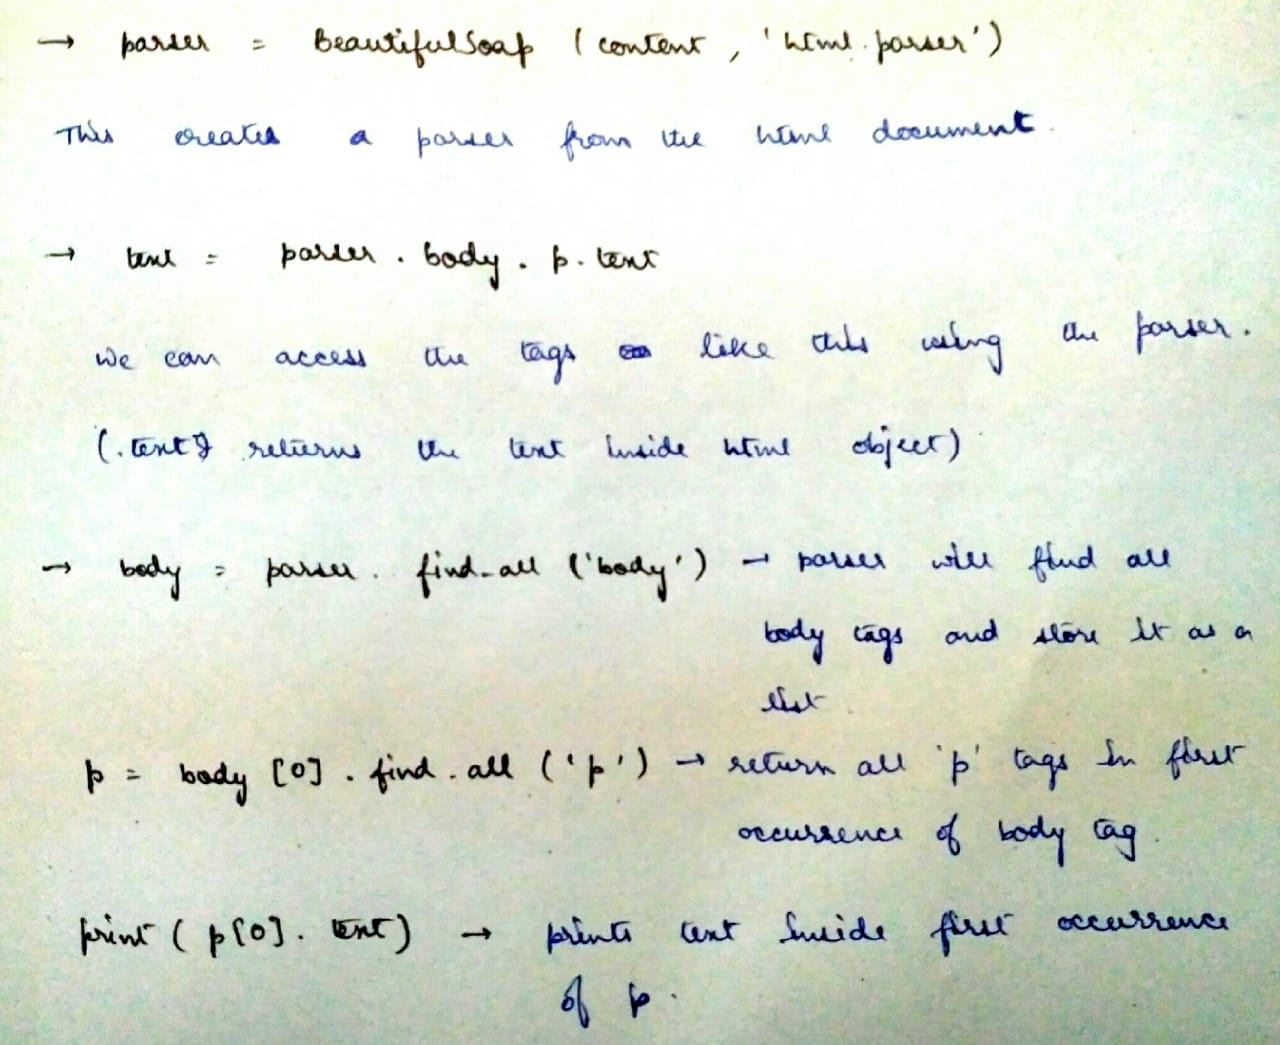 → parser = BeautifulSoap (content, 'html.parser')
This creates a parser from the html document.
→ text = parser.body.p.text
We can access the tags like this using the parser.
(.text returns the text inside html object)
→ body = parser.find_all ('body') → parser will find all
body tags and store it as a
list.
p = body [0].find.all ('p') → return all 'p' tags in first
occurrence of body tag.
print (p[0].text) → prints text inside first occurrence
of p.